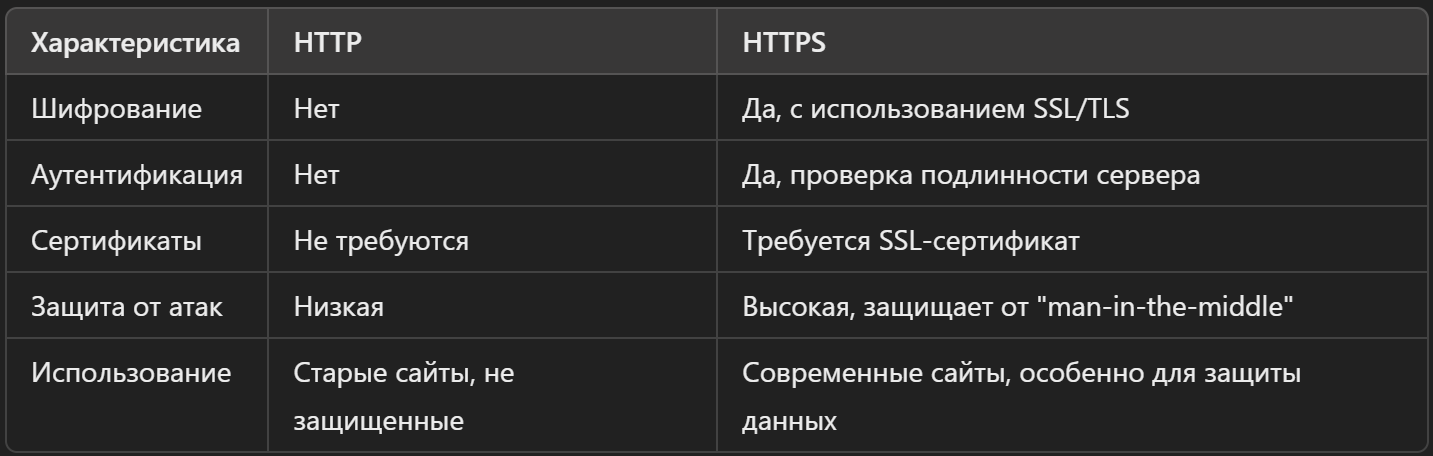 Характеристика HTTP HTTPS
Шифрование Нет Да, с использованием SSL/TLS
Аутентификация Нет Да, проверка подлинности сервера
Сертификаты Не требуются Требуется SSL-сертификат
Защита от атак Низкая Высокая, защищает от "man-in-the-middle"
Использование Старые сайты, не Современные сайты, особенно для защиты
защищенные данных